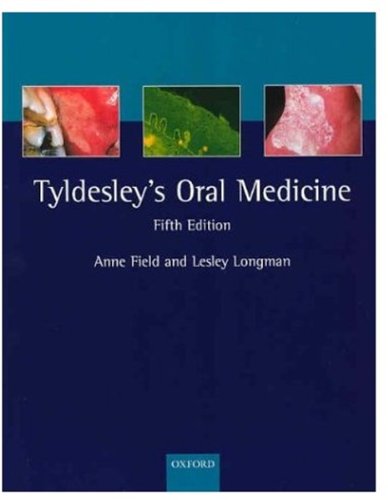 Tyldesley's Oral Medicine
Fifth Edition
Anne Field and Lesley Longman
OXFORD